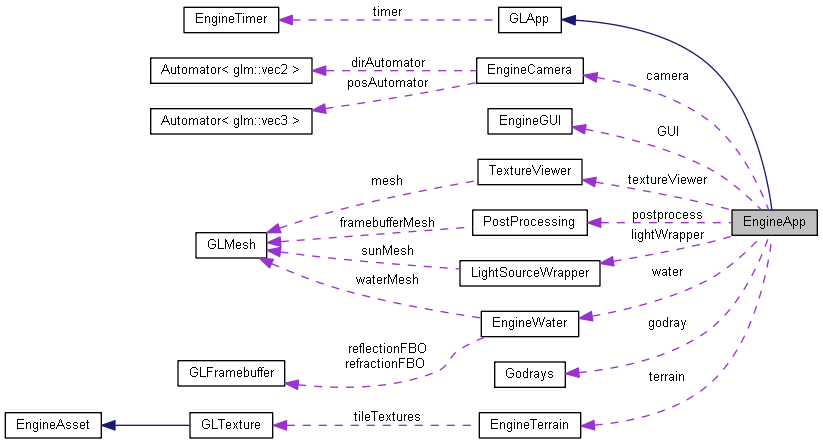 EngineTimer
timer
GLApp
Automator< glm::vec2 >
dirAutomator
EngineCamera
camera
posAutomator
Automator< glm::vec3 >
EngineGUI
GUI
TextureViewer
textureViewer
mesh
framebufferMesh
PostProcessing
postprocess
EngineApp
GLMesh
lightWrapper
sunMesh
LightSourceWrapper
water
waterMesh
EngineWater
godray
reflectionFBO
refractionFBO
GLFramebuffer
Godrays
terrain
EngineAsset
GLTexture
tileTextures
EngineTerrain